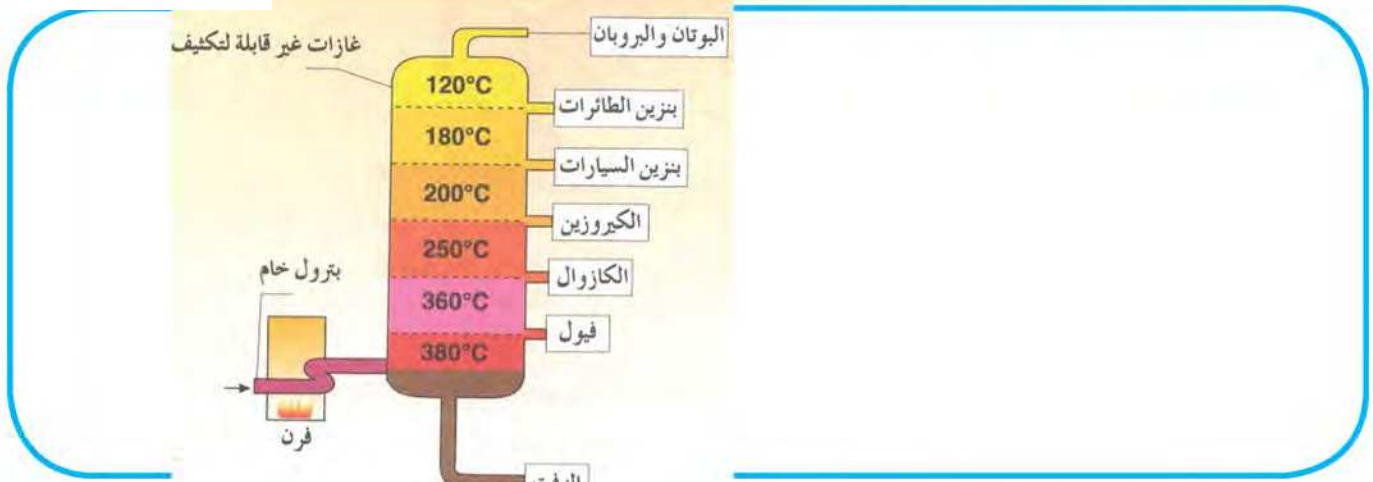 البوتان والبروبان
غازات غير قابلة لتكثيف
120°C
بنزين الطائرات
180°C
بنزين السيارات
200°C
الكيروزين
250°C
الكازوال
بترول خام
360°C
فيول
380°C
فرن